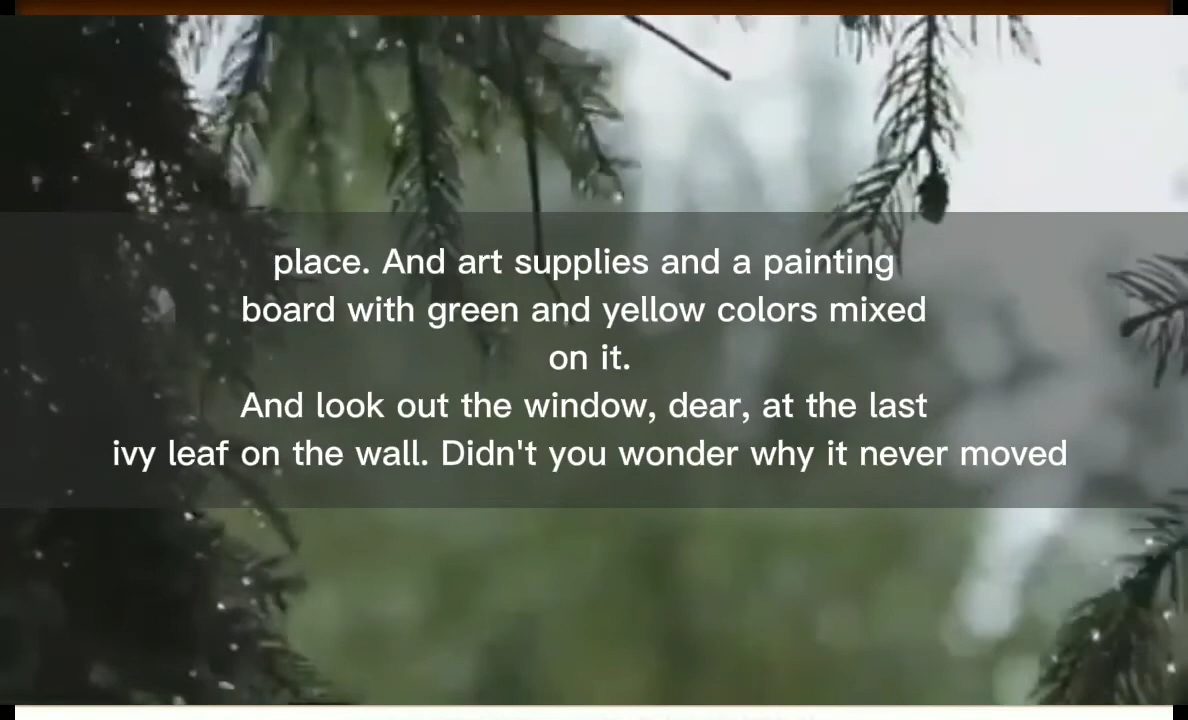 place. And art supplies and a painting
board with green and yellow colors mixed
on it.
And look out the window, dear, at the last
ivy leaf on the wall. Didn't you wonder why it never moved